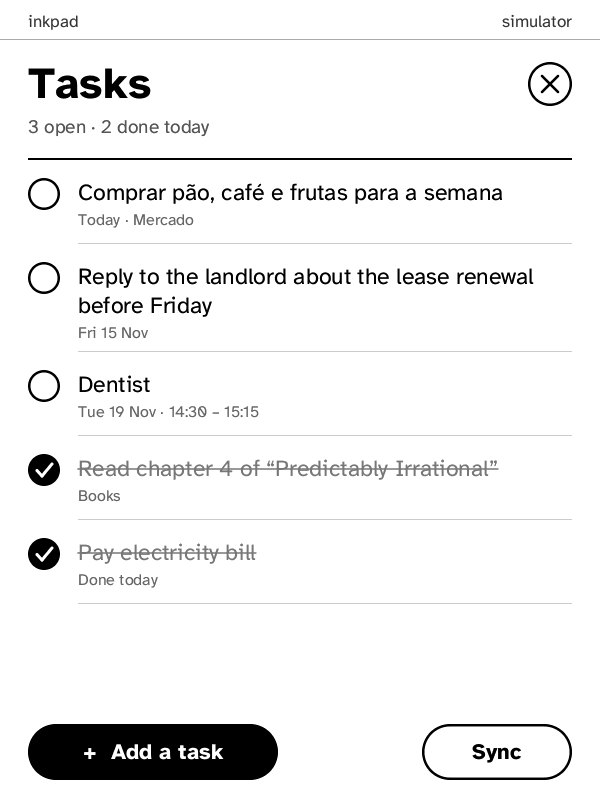 inkpad
simulator
Tasks
3 open · 2 done today
Comprar pão, café e frutas para a semana
Today · Mercado
Reply to the landlord about the lease renewal
before Friday
Fri 15 Nov
Dentist
Tue 19 Nov · 14:30 – 15:15
Read chapter 4 of “Predictably Irrational”
Books
Pay electricity bill
Done today
+ Add a task
Sync